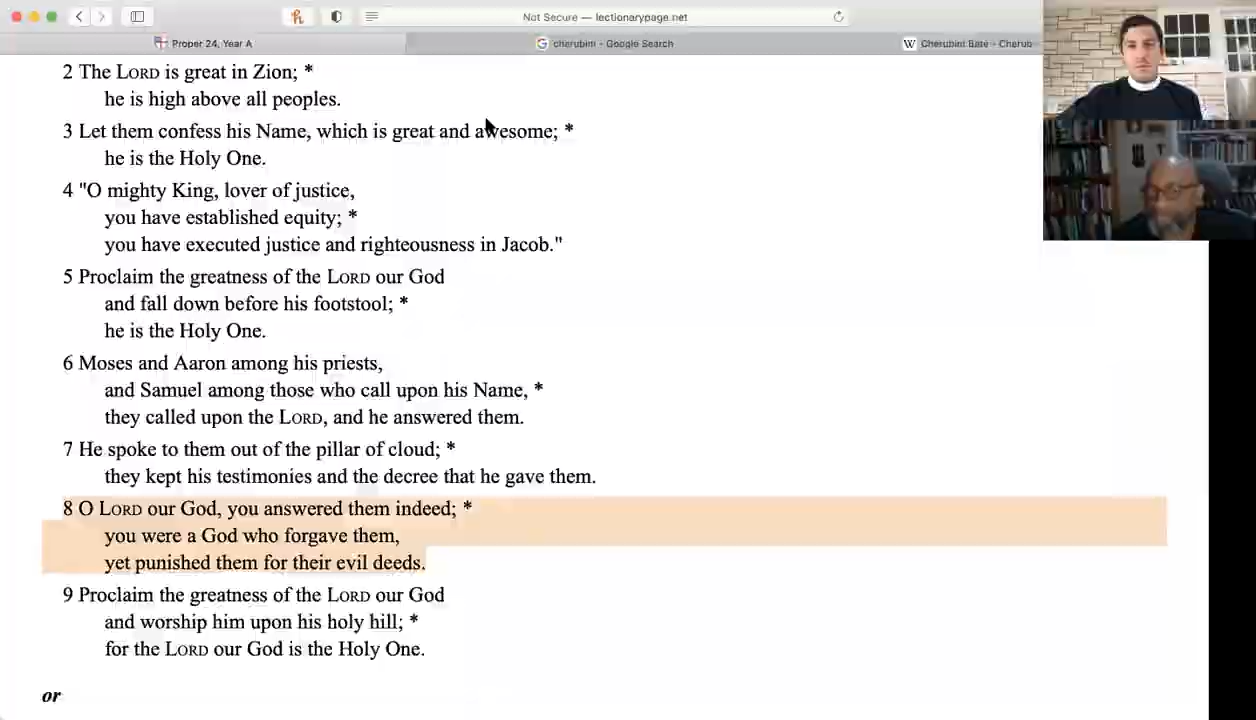 Not Secure — lectionarypage.net
Proper 24, Year A
cherubim - Google Search
Cherubini Gate - Cherub
2 The LORD is great in Zion; *
he is high above all peoples.
3 Let them confess his Name, which is great and awesome; *
he is the Holy One.
4 "O mighty King, lover of justice,
you have established equity; *
you have executed justice and righteousness in Jacob."
5 Proclaim the greatness of the LORD our God
and fall down before his footstool; *
he is the Holy One.
6 Moses and Aaron among his priests,
and Samuel among those who call upon his Name, *
they called upon the LORD, and he answered them.
7 He spoke to them out of the pillar of cloud; *
they kept his testimonies and the decree that he gave them.
8 O LORD our God, you answered them indeed; *
you were a God who forgave them,
yet punished them for their evil deeds.
9 Proclaim the greatness of the LORD our God
and worship him upon his holy hill; *
for the LORD our God is the Holy One.
or